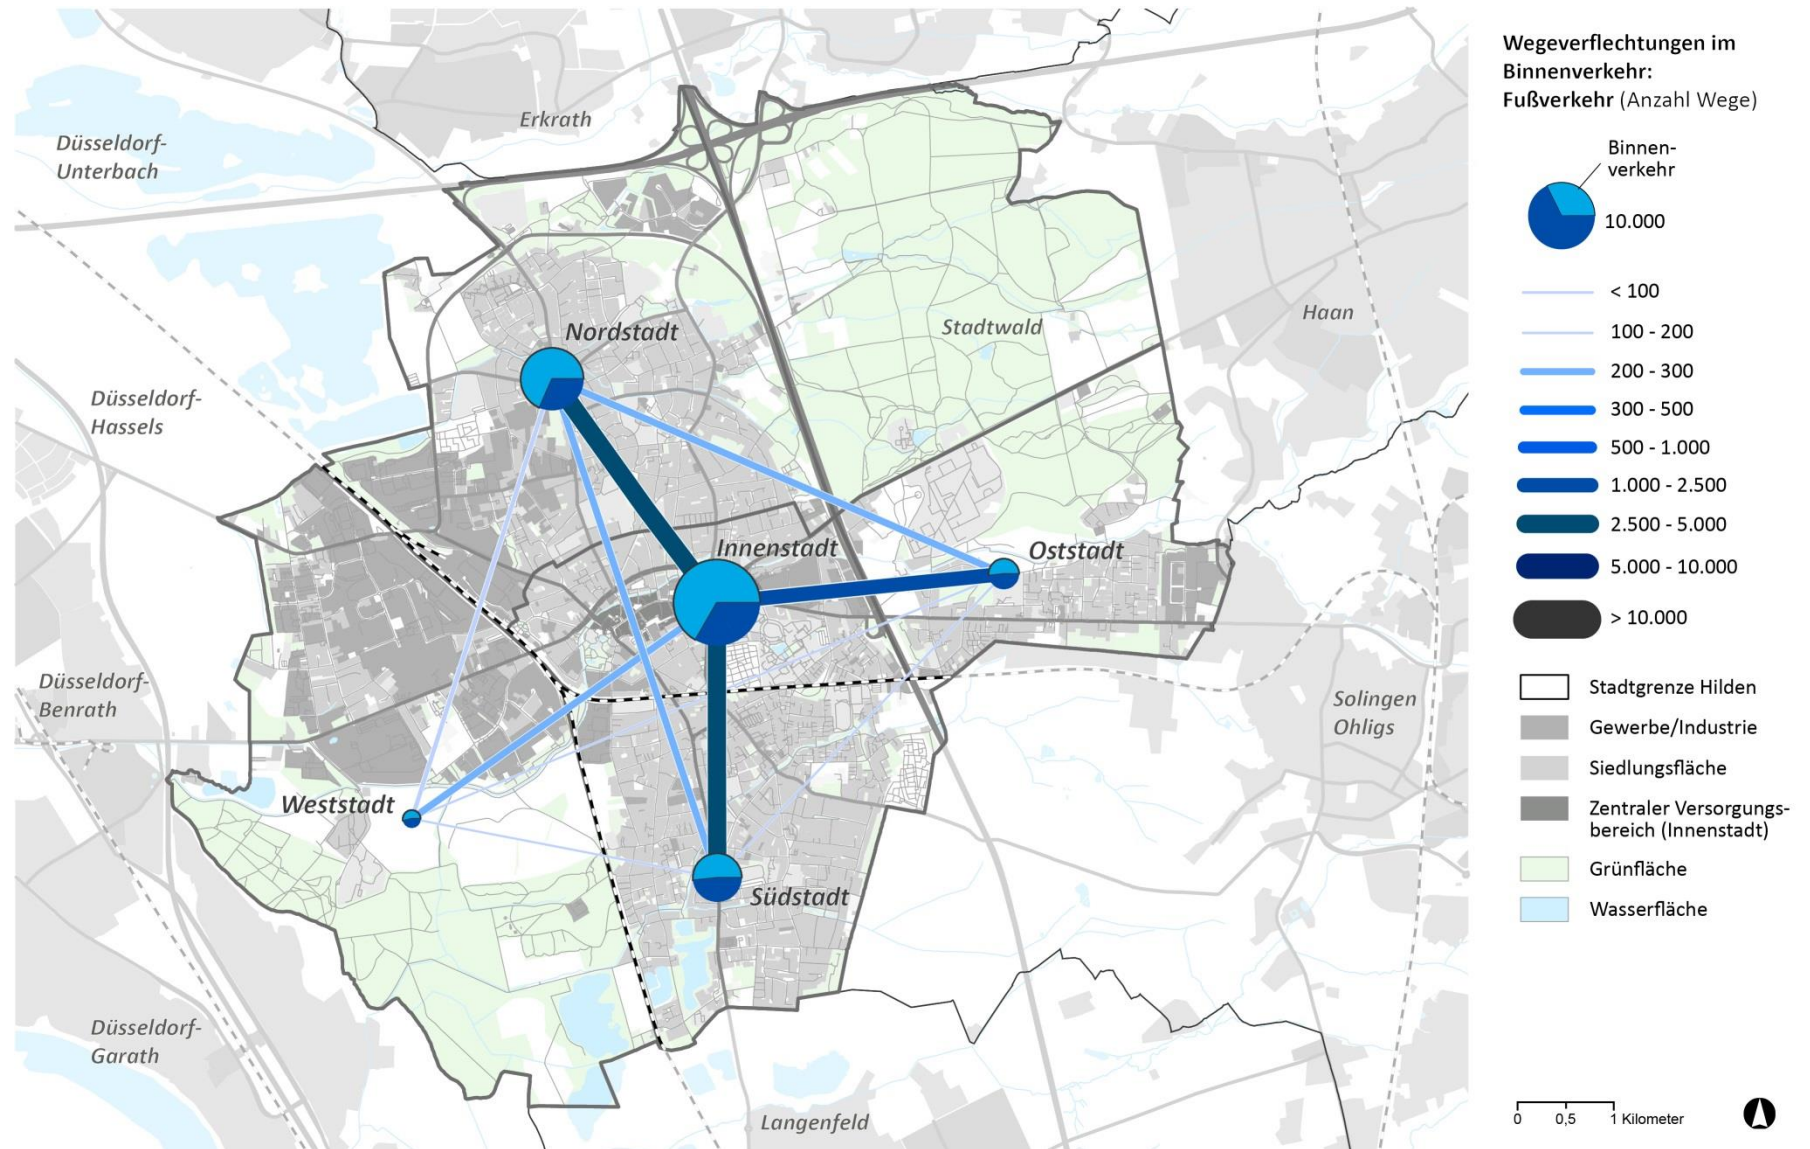 Wegeverflechtungen im
Binnenverkehr:
Fußverkehr (Anzahl Wege)
Binnen-
verkehr
10.000
< 100
100 - 200
200 - 300
300 - 500
500 - 1.000
1.000 - 2.500
2.500 - 5.000
5.000 - 10.000
> 10.000
Stadtgrenze Hilden
Gewerbe/Industrie
Siedlungsfläche
Zentraler Versorgungs-
bereich (Innenstadt)
Grünfläche
Wasserfläche
0 0,5 1 Kilometer
Erkrath
Düsseldorf-
Unterbach
Nordstadt
Stadtwald
Haan
Düsseldorf-
Hassels
Innenstadt
Oststadt
Düsseldorf-
Benrath
Solingen
Ohligs
Weststadt
Südstadt
Düsseldorf-
Garath
Langenfeld